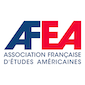 AFEA
ASSOCIATION FRANÇAISE
D'ÉTUDES AMÉRICAINES